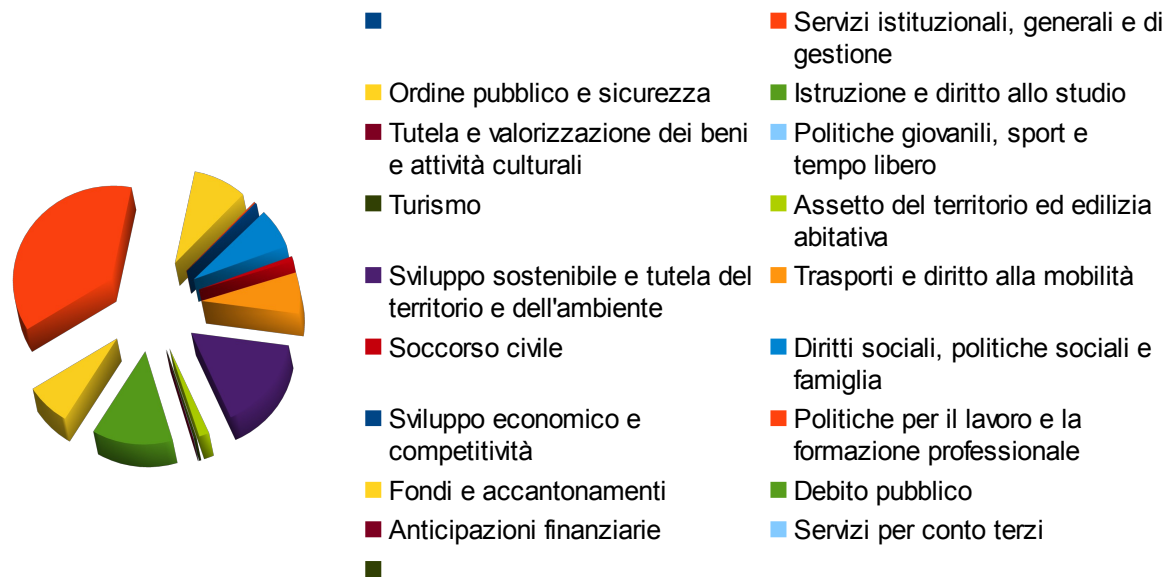 Servizi istituzionali, generali e di
gestione
Ordine pubblico e sicurezza
Istruzione e diritto allo studio
Tutela e valorizzazione dei beni
e attività culturali
Politiche giovanili, sport e
tempo libero
Turismo
Assetto del territorio ed edilizia
abitativa
Sviluppo sostenibile e tutela del
territorio e dell'ambiente
Trasporti e diritto alla mobilità
Soccorso civile
Diritti sociali, politiche sociali e
famiglia
Sviluppo economico e
competitività
Politiche per il lavoro e la
formazione professionale
Fondi e accantonamenti
Debito pubblico
Anticipazioni finanziarie
Servizi per conto terzi